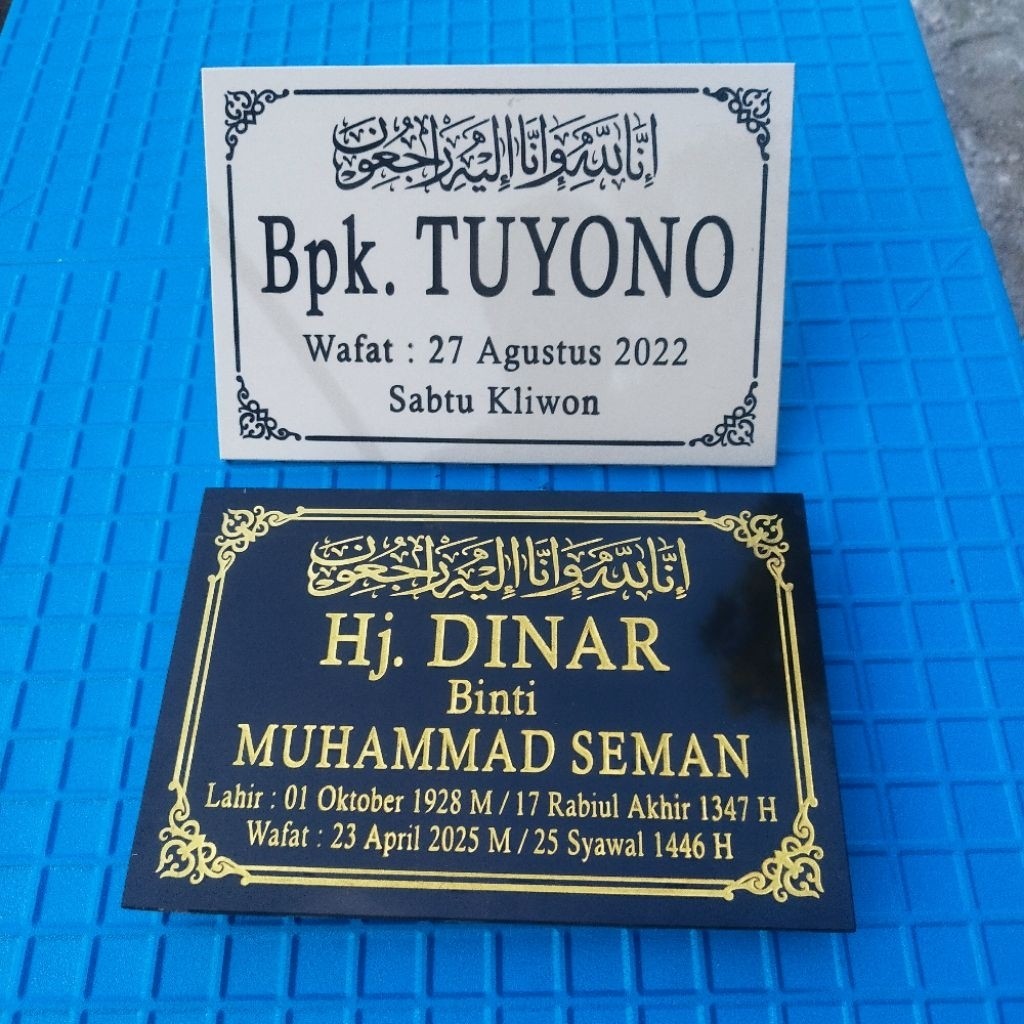 إنا لله وإنا إليه راجعون
Bpk. TUYONO
Wafat : 27 Agustus 2022
Sabtu Kliwon
إنا لله وإنا إليه راجعون
Hj. DINAR
Binti
MUHAMMAD SEMAN
Lahir : 01 Oktober 1928 M / 17 Rabiul Akhir 1347 H
Wafat : 23 April 2025 M / 25 Syawal 1446 H